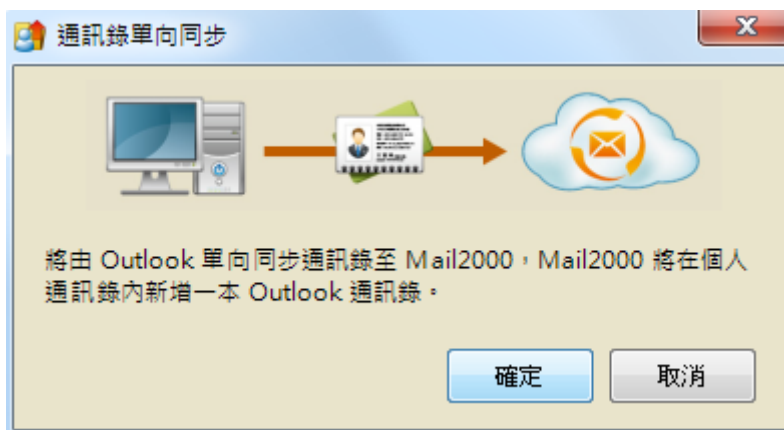 通訊錄單向同步
將由 Outlook 單向同步通訊錄至 Mail2000，Mail2000 將在個人
通訊錄內新增一本 Outlook 通訊錄。
確定
取消